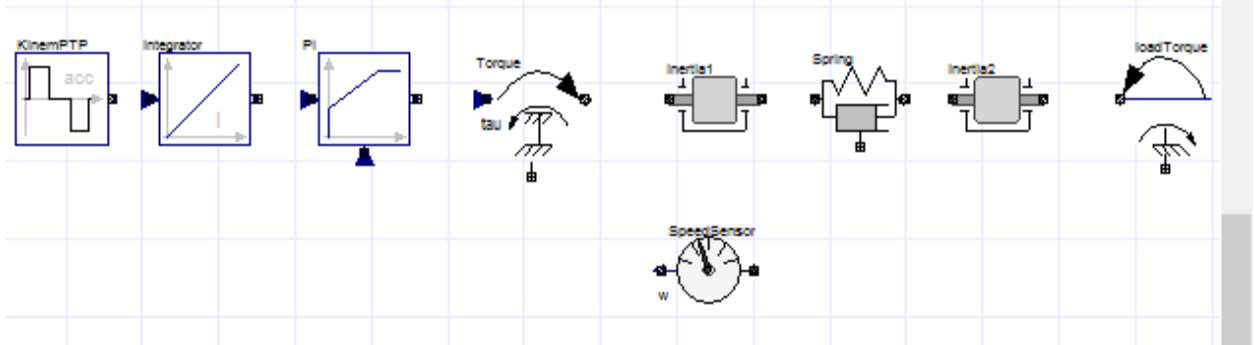 KinemPTP
Integrator
PI
Torque
Inertia1
Spring
Inertia2
loadTorque
acc
I
tau
SpeedSensor
w